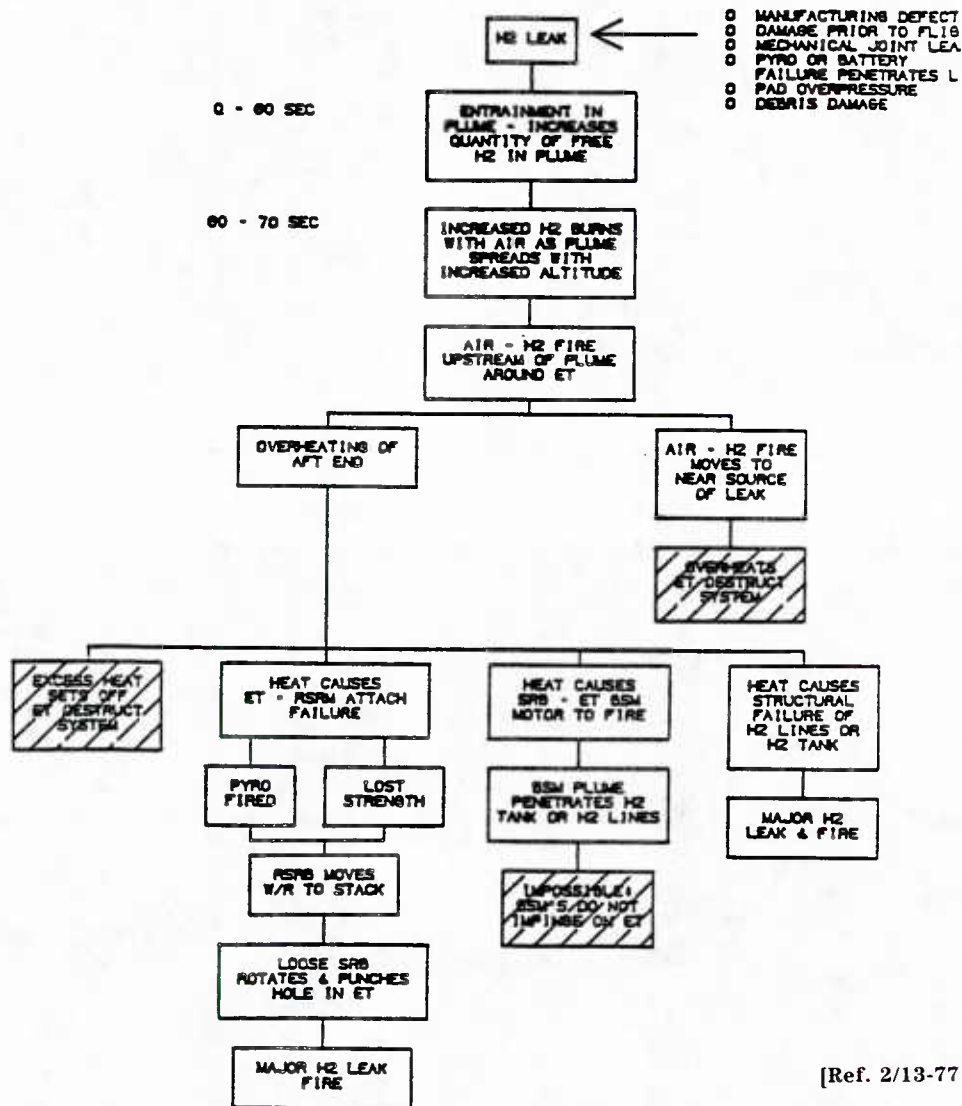 H2 LEAK
O MANUFACTURING DEFECT
O DAMAGE PRIOR TO FLIG
O MECHANICAL JOINT LEA
O PYRO OR BATTERY
FAILURE PENETRATES L
O PAD OVERPRESSURE
O DEBRIS DAMAGE
0 - 60 SEC
ENTRAINMENT IN
PLUME - INCREASES
QUANTITY OF FREE
H2 IN PLUME
60 - 70 SEC
INCREASED H2 BURNS
WITH AIR AS PLUME
SPREADS WITH
INCREASED ALTITUDE
AIR - H2 FIRE
UPSTREAM OF PLUME
AROUND ET
OVERHEATING OF
AFT END
AIR - H2 FIRE
MOVES TO
NEAR SOURCE
OF LEAK
OVERHEATS
ET DESTRUCT
SYSTEM
EXCESS HEAT
SETS OFF
ET DESTRUCT
SYSTEM
HEAT CAUSES
ET - RSRM ATTACH
FAILURE
HEAT CAUSES
SRB - ET BSM
MOTOR TO FIRE
HEAT CAUSES
STRUCTURAL
FAILURE OF
H2 LINES OR
H2 TANK
PYRO
FIRED
LOST
STRENGTH
BSM PLUME
PENETRATES H2
TANK OR H2 LINES
MAJOR H2
LEAK & FIRE
RSRB MOVES
W/R TO STACK
IMPOSSIBLE:
BSM'S DO NOT
IMPINGE ON ET
LOOSE SRB
ROTATES & PUNCHES
HOLE IN ET
MAJOR H2 LEAK
FIRE
[Ref. 2/13-77